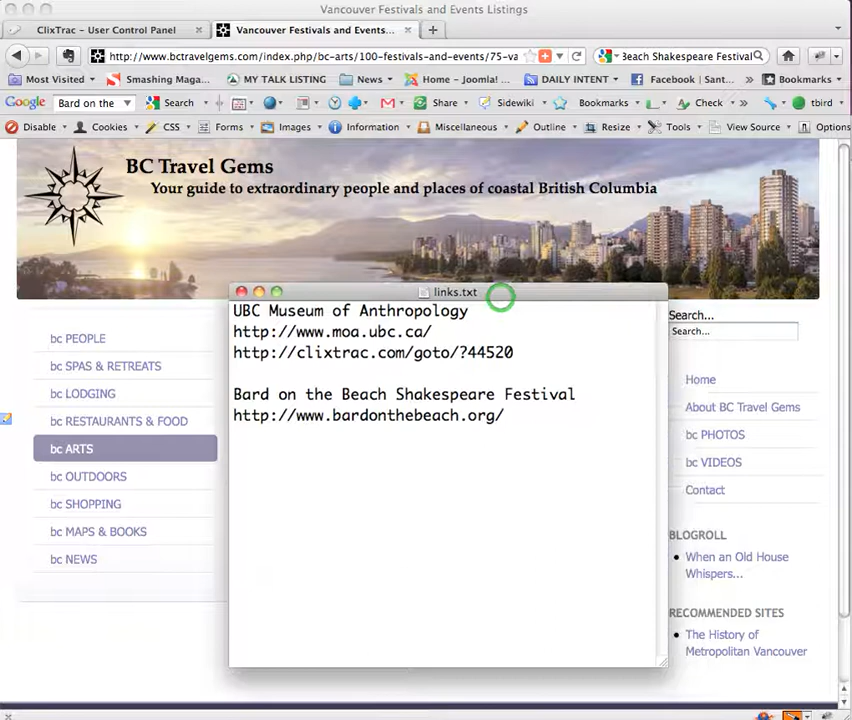 Vancouver Festivals and Events Listings
ClixTrac – User Control Panel × Vancouver Festivals and Events... × +
http://www.bctravelgems.com/index.php/bc-arts/100-festivals-and-events/75-va Beach Shakespeare Festival
Most Visited Smashing Maga... MY TALK LISTING News Home – Joomla! ... DAILY INTENT Facebook | Sant... » Bookmarks
Google Bard on the Search Share Sidewiki Bookmarks Check » tbird
Disable Cookies CSS Forms Images Information Miscellaneous Outline Resize Tools View Source Options
BC Travel Gems
Your guide to extraordinary people and places of coastal British Columbia
links.txt
UBC Museum of Anthropology
http://www.moa.ubc.ca/
http://clixtrac.com/goto/?44520
Bard on the Beach Shakespeare Festival
http://www.bardonthebeach.org/
bc PEOPLE
bc SPAS & RETREATS
bc LODGING
bc RESTAURANTS & FOOD
bc ARTS
bc OUTDOORS
bc SHOPPING
bc MAPS & BOOKS
bc NEWS
Search...
Search...
Home
About BC Travel Gems
bc PHOTOS
bc VIDEOS
Contact
BLOGROLL
When an Old House
Whispers...
RECOMMENDED SITES
The History of
Metropolitan Vancouver